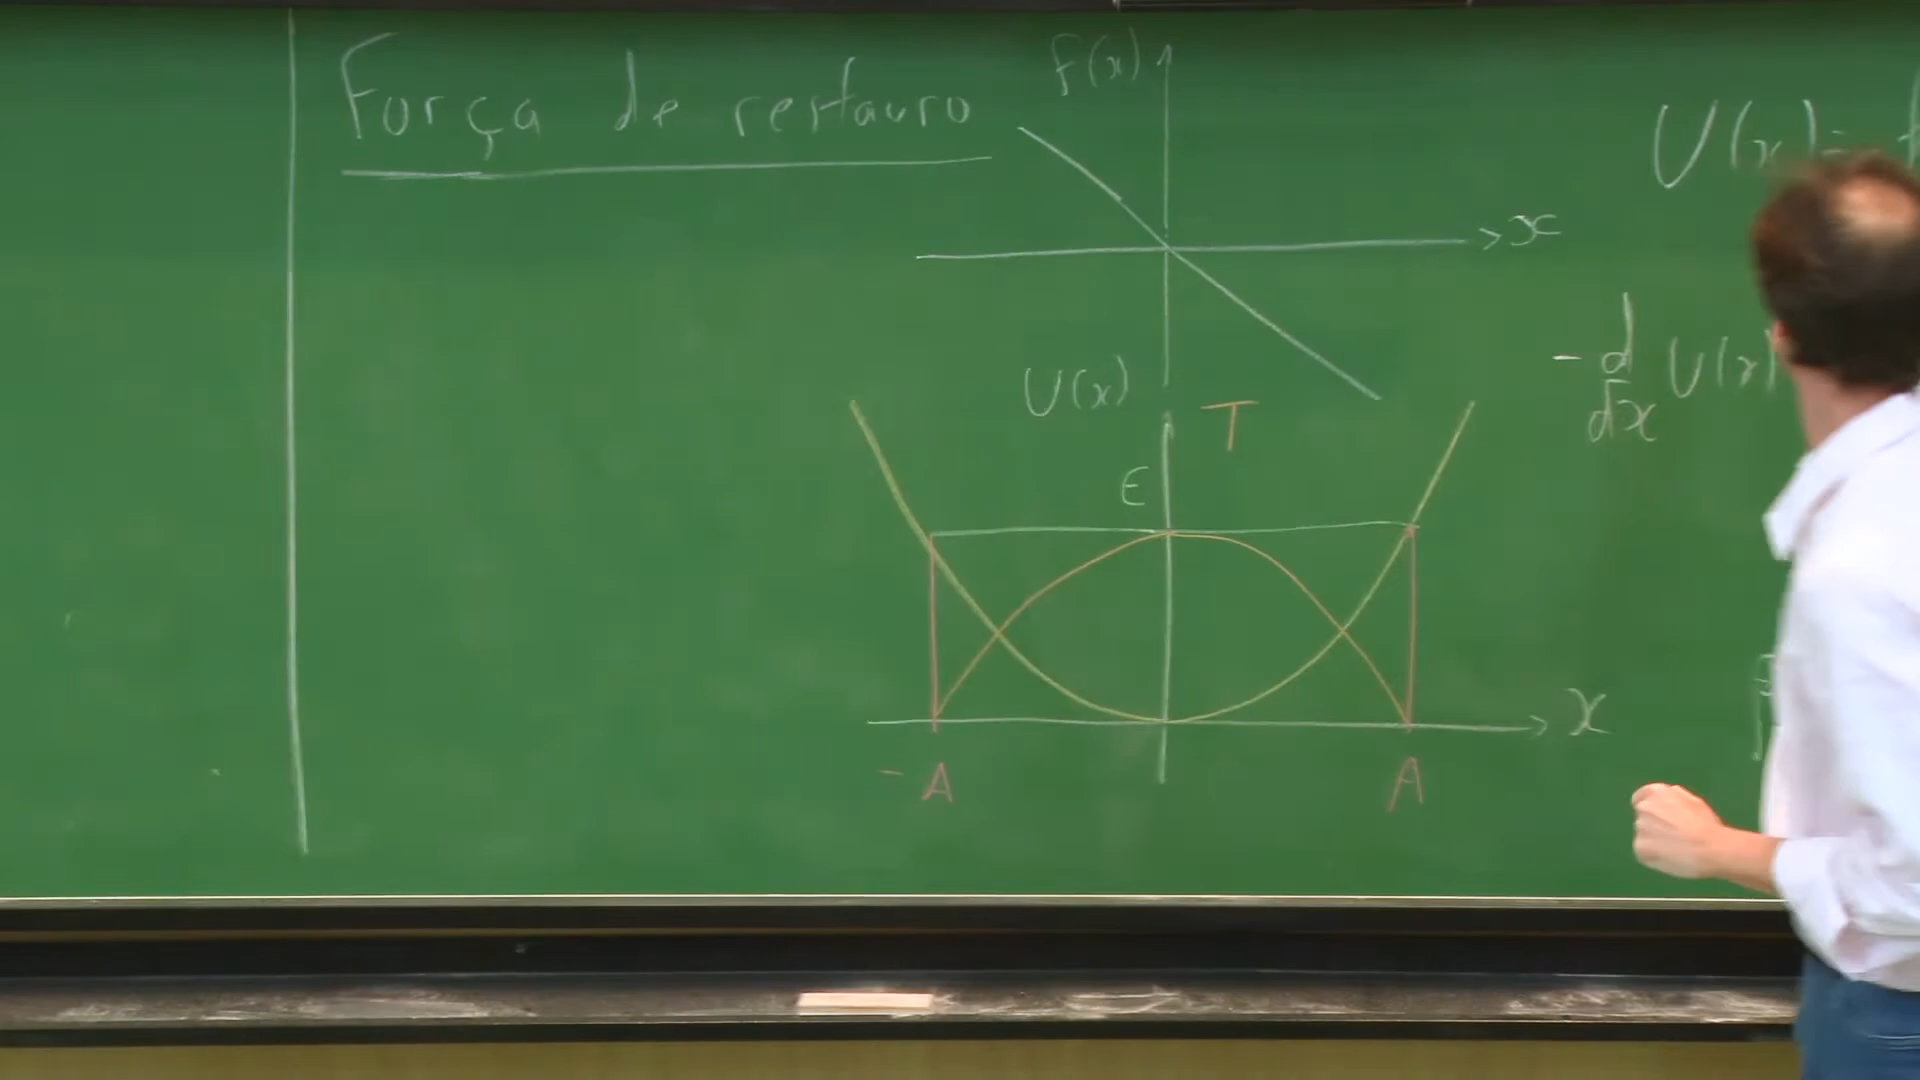 Força de restauro
F(x)
x
U(x)
T
E
x
- A
A
U(x)=
- d/dx U(x)